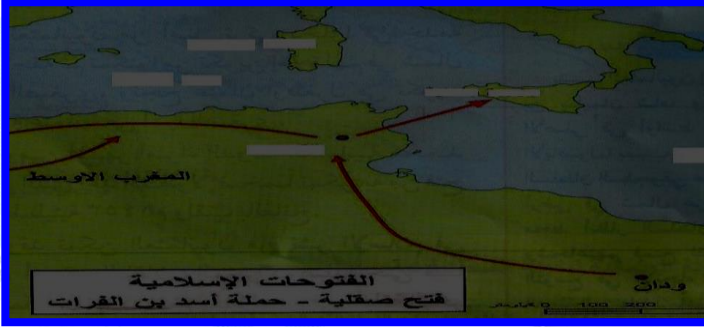 المغرب الاوسط
ودان
الفتوحات الإسلامية
فتح صقلية - حملة أسد بن الفرات
0 100 200